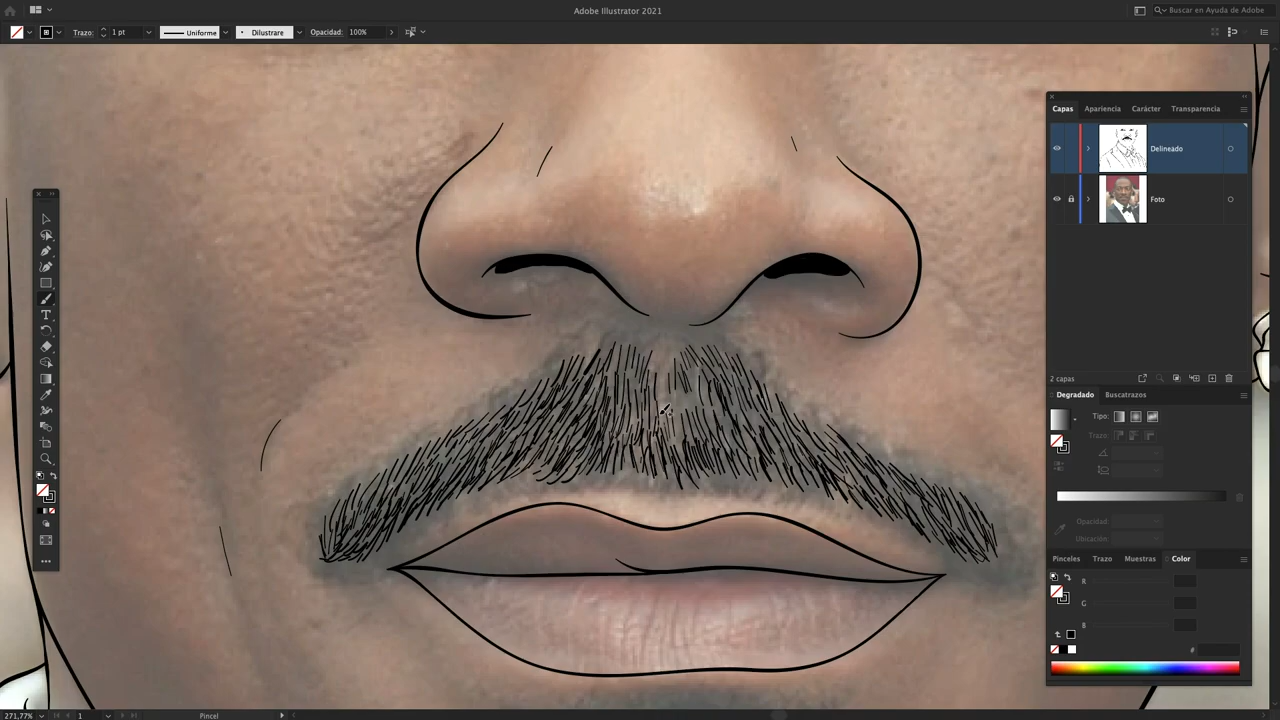 Adobe Illustrator 2021
Buscar en Ayuda de Adobe
Trazo: 1 pt Uniforme Dilustrare Opacidad: 100%
Capas Apariencia Carácter Transparencia
Delineado
Foto
2 capas
Degradado Buscatrazos
Tipo:
Trazo:
Opacidad:
Ubicación:
Pinceles Trazo Muestras Color
R
G
B
#
271,77% 1 Pincel